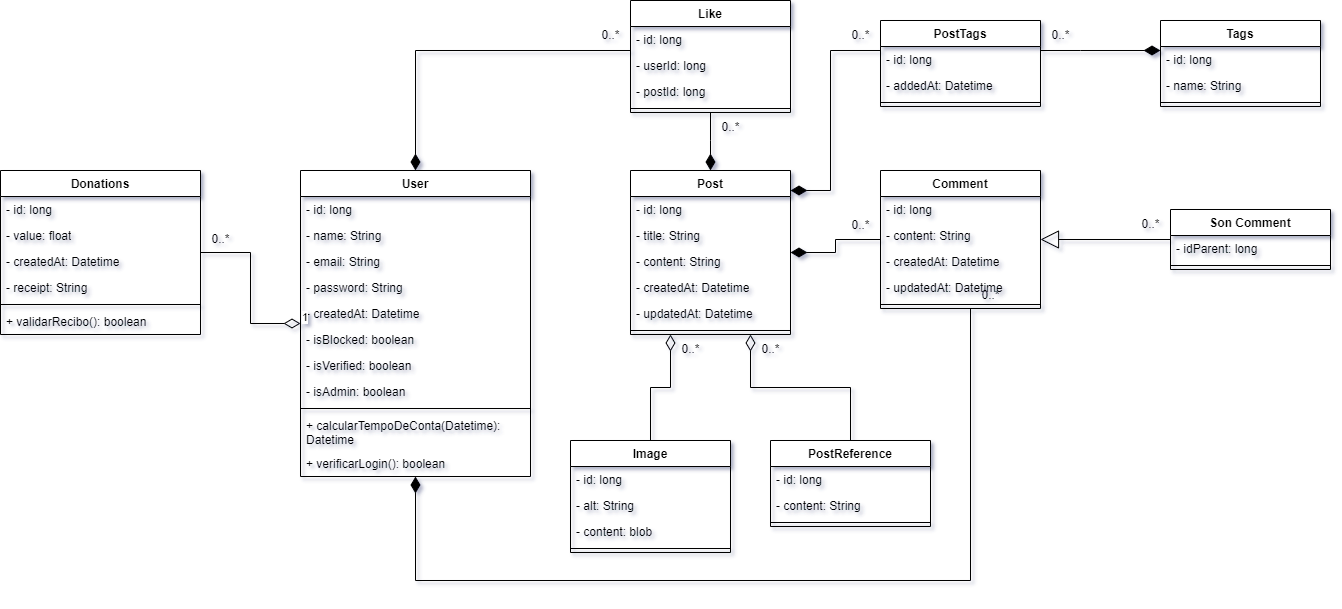 Like
- id: long
- userId: long
- postId: long
0..*
0..*
PostTags
- id: long
- addedAt: Datetime
0..*
0..*
Tags
- id: long
- name: String
Donations
- id: long
- value: float
- createdAt: Datetime
- receipt: String
+ validarRecibo(): boolean
0..*
1
User
- id: long
- name: String
- email: String
- password: String
- createdAt: Datetime
- isBlocked: boolean
- isVerified: boolean
- isAdmin: boolean
+ calcularTempoDeConta(Datetime):
Datetime
+ verificarLogin(): boolean
Post
- id: long
- title: String
- content: String
- createdAt: Datetime
- updatedAt: Datetime
0..*
0..*
0..*
Comment
- id: long
- content: String
- createdAt: Datetime
- updatedAt: Datetime
0..*
0..*
Son Comment
- idParent: long
Image
- id: long
- alt: String
- content: blob
PostReference
- id: long
- content: String